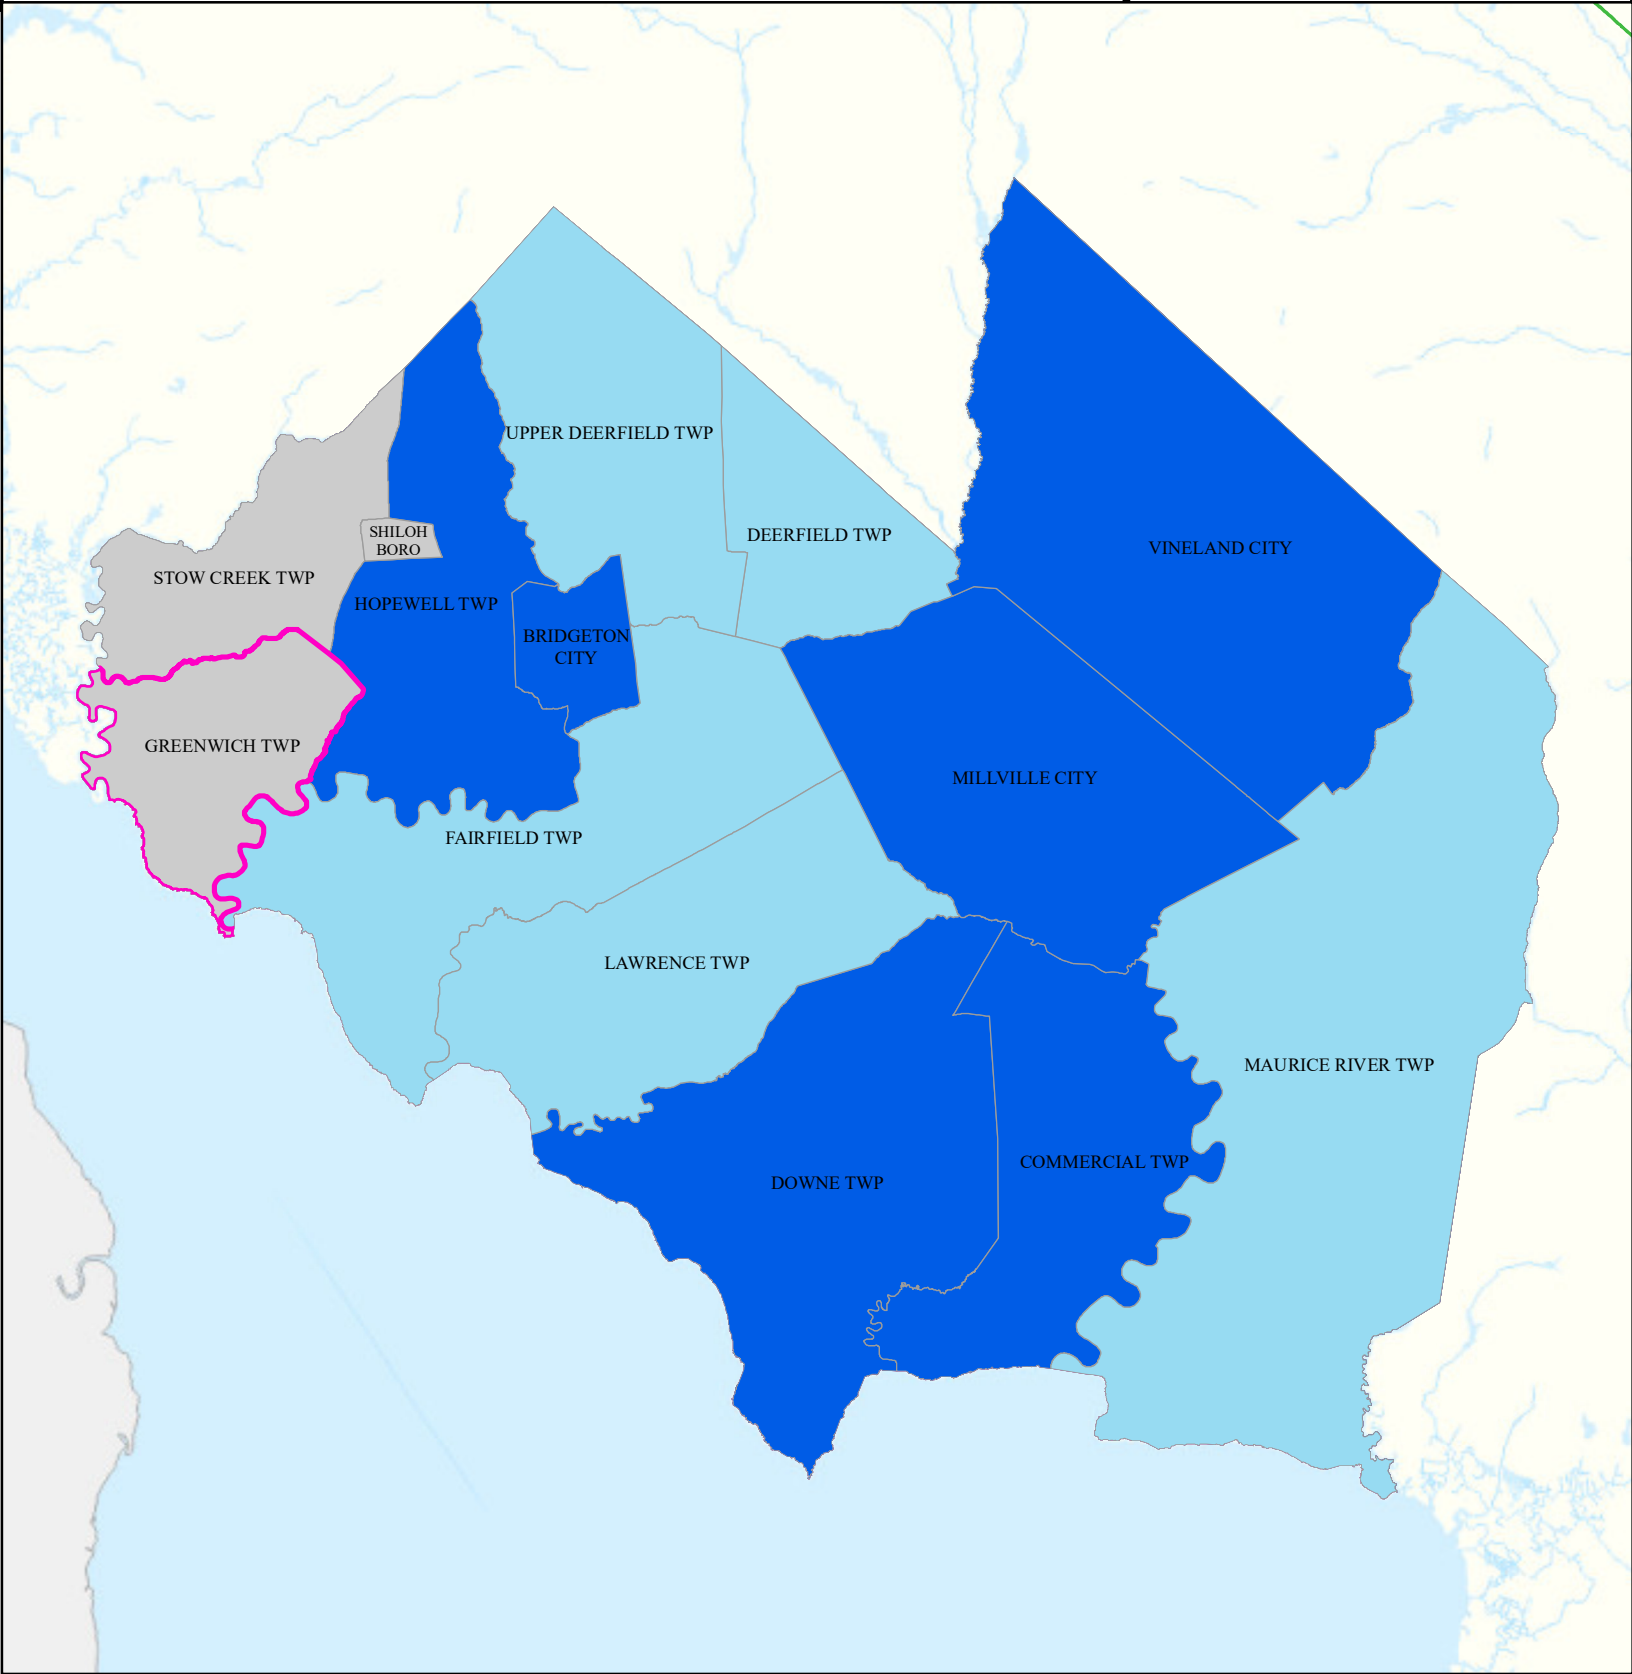 UPPER DEERFIELD TWP
DEERFIELD TWP
SHILOH
BORO
VINELAND CITY
STOW CREEK TWP
HOPEWELL TWP
BRIDGETON
CITY
GREENWICH TWP
MILLVILLE CITY
FAIRFIELD TWP
LAWRENCE TWP
MAURICE RIVER TWP
COMMERCIAL TWP
DOWNE TWP